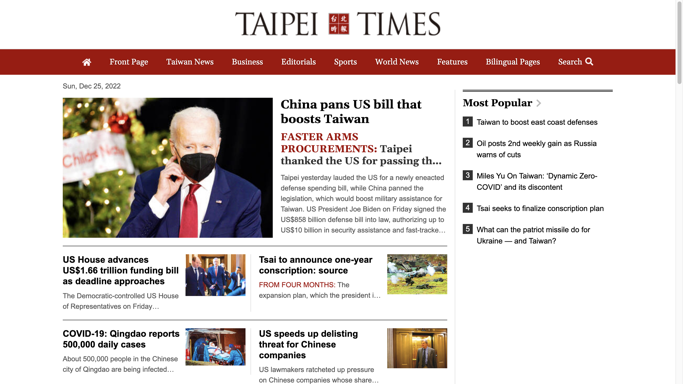 TAIPEI 台北時報 TIMES
Front Page Taiwan News Business Editorials Sports World News Features Bilingual Pages Search
Sun, Dec 25, 2022
China pans US bill that
boosts Taiwan
FASTER ARMS
PROCUREMENTS: Taipei
thanked the US for passing th...
Taipei yesterday lauded the US for a newly eneacted
defense spending bill, while China panned the
legislation, which would boost military assistance for
Taiwan. US President Joe Biden on Friday signed the
US$858 billion defense bill into law, authorizing up to
US$10 billion in security assistance and fast-tracke...
US House advances
US$1.66 trillion funding bill
as deadline approaches
The Democratic-controlled US House
of Representatives on Friday...
Tsai to announce one-year
conscription: source
FROM FOUR MONTHS: The
expansion plan, which the president i...
COVID-19: Qingdao reports
500,000 daily cases
About 500,000 people in the Chinese
city of Qingdao are being infected...
US speeds up delisting
threat for Chinese
companies
US lawmakers ratcheted up pressure
on Chinese companies whose share...
Most Popular
1 Taiwan to boost east coast defenses
2 Oil posts 2nd weekly gain as Russia
warns of cuts
3 Miles Yu On Taiwan: 'Dynamic Zero-
COVID' and its discontent
4 Tsai seeks to finalize conscription plan
5 What can the patriot missile do for
Ukraine — and Taiwan?